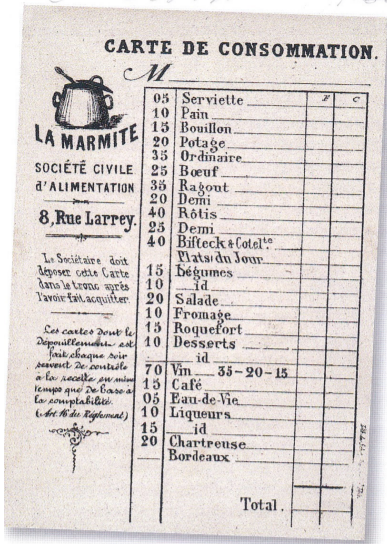 CARTE DE CONSOMMATION.
M
LA MARMITE
SOCIÉTÉ CIVILE
d'ALIMENTATION
8, Rue Larrey.
Le Sociétaire doit
déposer cette Carte
dans le tronc après
l'avoir fait acquitter.
Les cartes dont le
Dépouillement est
fait chaque soir
servent de contrôle
à la recette en même
temps que De base à
la comptabilité.
(Art. 16 du Réglement)
F C
05 Serviette
10 Pain
15 Bouillon
20 Potage
35 Ordinaire
25 Bœuf
35 Ragout
20 Demi
40 Rôtis
25 Demi
40 Bifteck & Cotel.te
Plats du Jour
15 Légumes
10 id
20 Salade
10 Fromage
15 Roquefort
10 Desserts
id
70 Vin 35-20-15
15 Café
05 Eau-de-Vie
10 Liqueurs
15 id
20 Chartreuse
Bordeaux
Total.